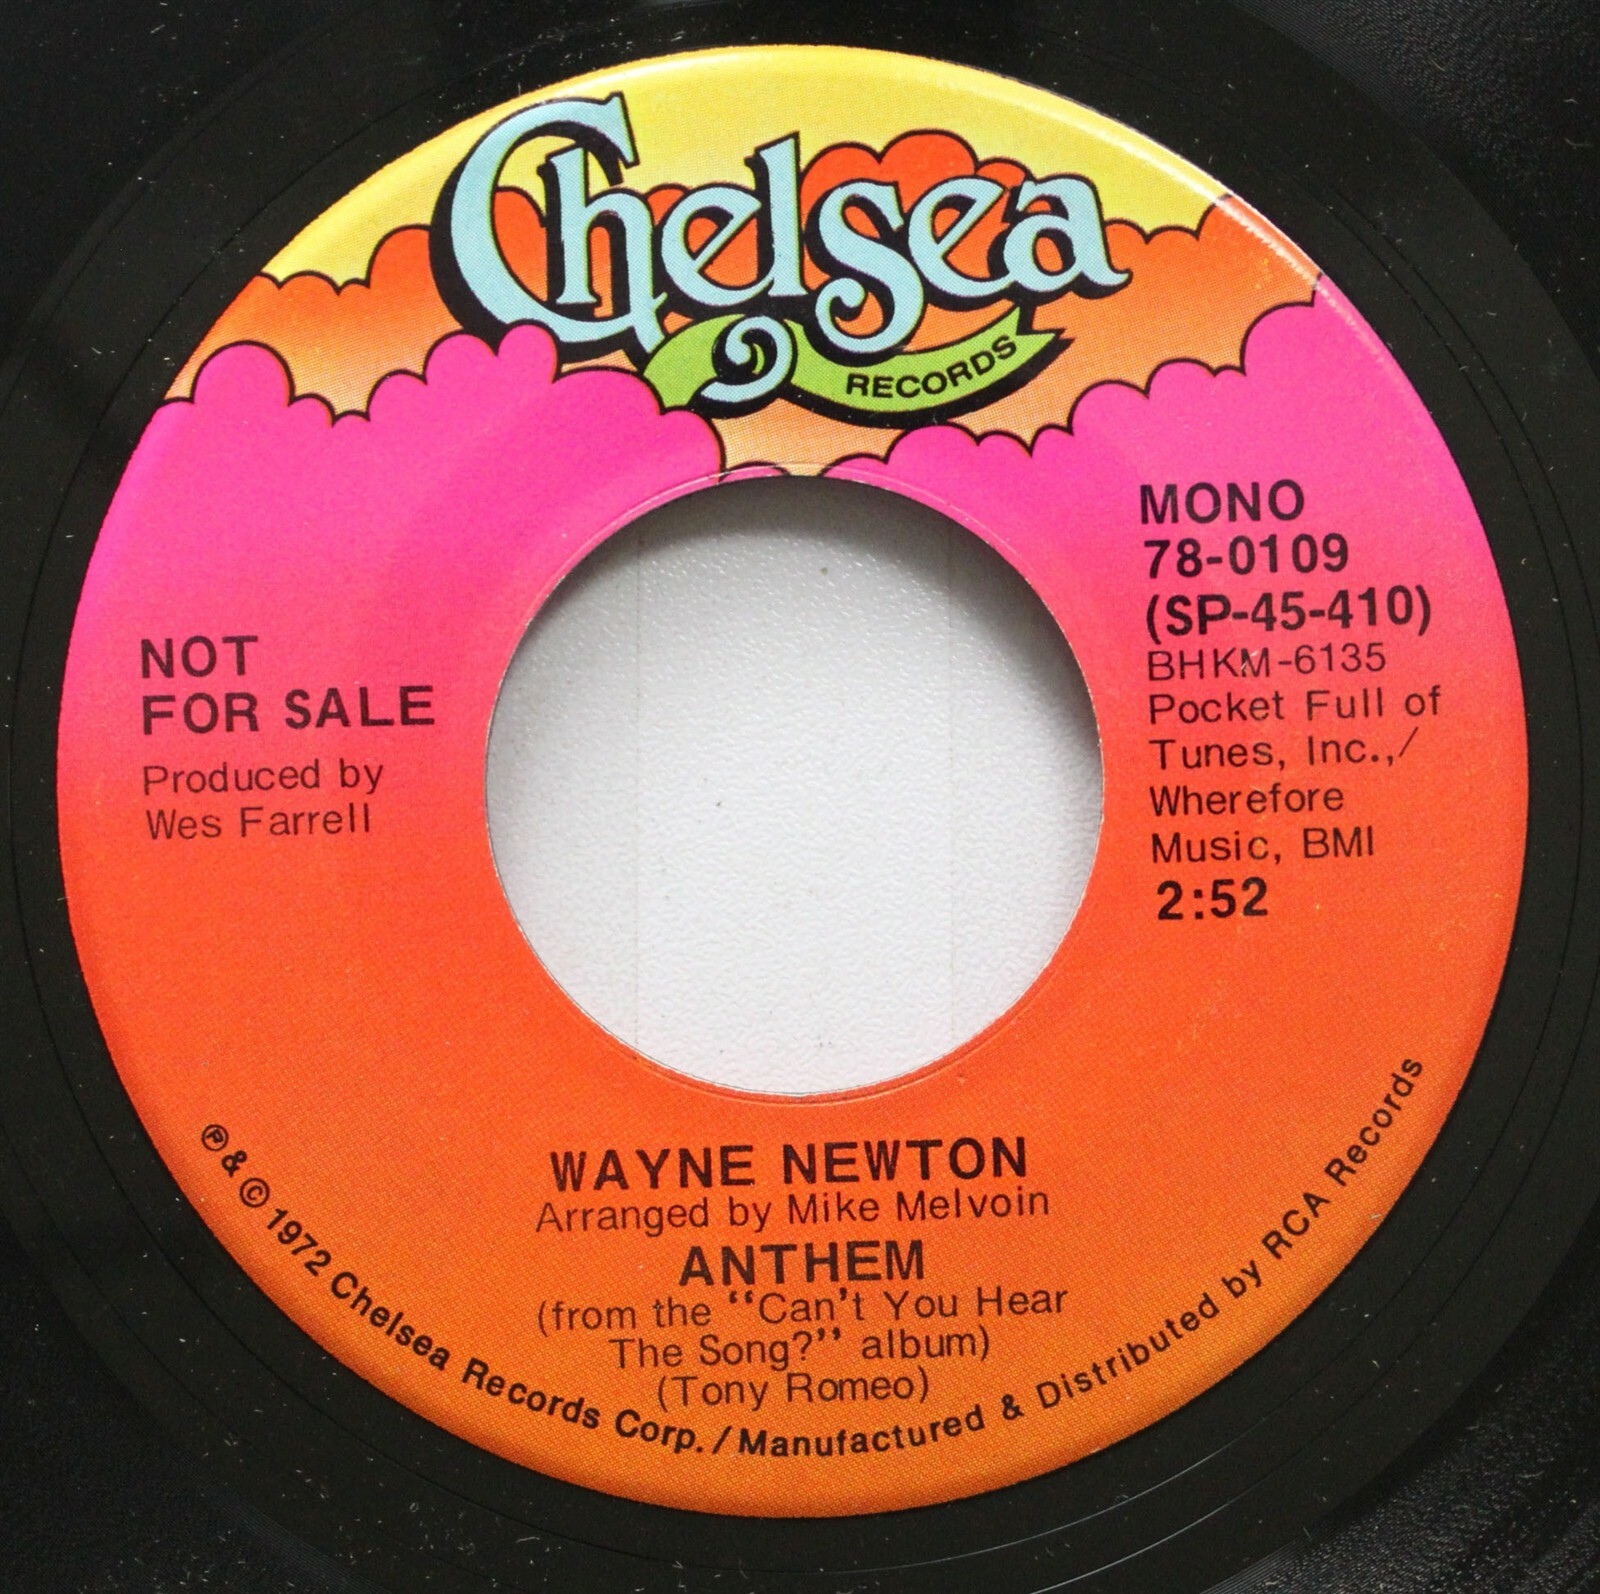 Chelsea
RECORDS
NOT
FOR SALE
Produced by
Wes Farrell
MONO
78-0109
(SP-45-410)
BHKM-6135
Pocket Full of
Tunes, Inc.,/
Wherefore
Music, BMI
2:52
WAYNE NEWTON
Arranged by Mike Melvoin
ANTHEM
(from the "Can't You Hear
The Song?" album)
(Tony Romeo)
℗ & © 1972 Chelsea Records Corp. / Manufactured & Distributed by RCA Records